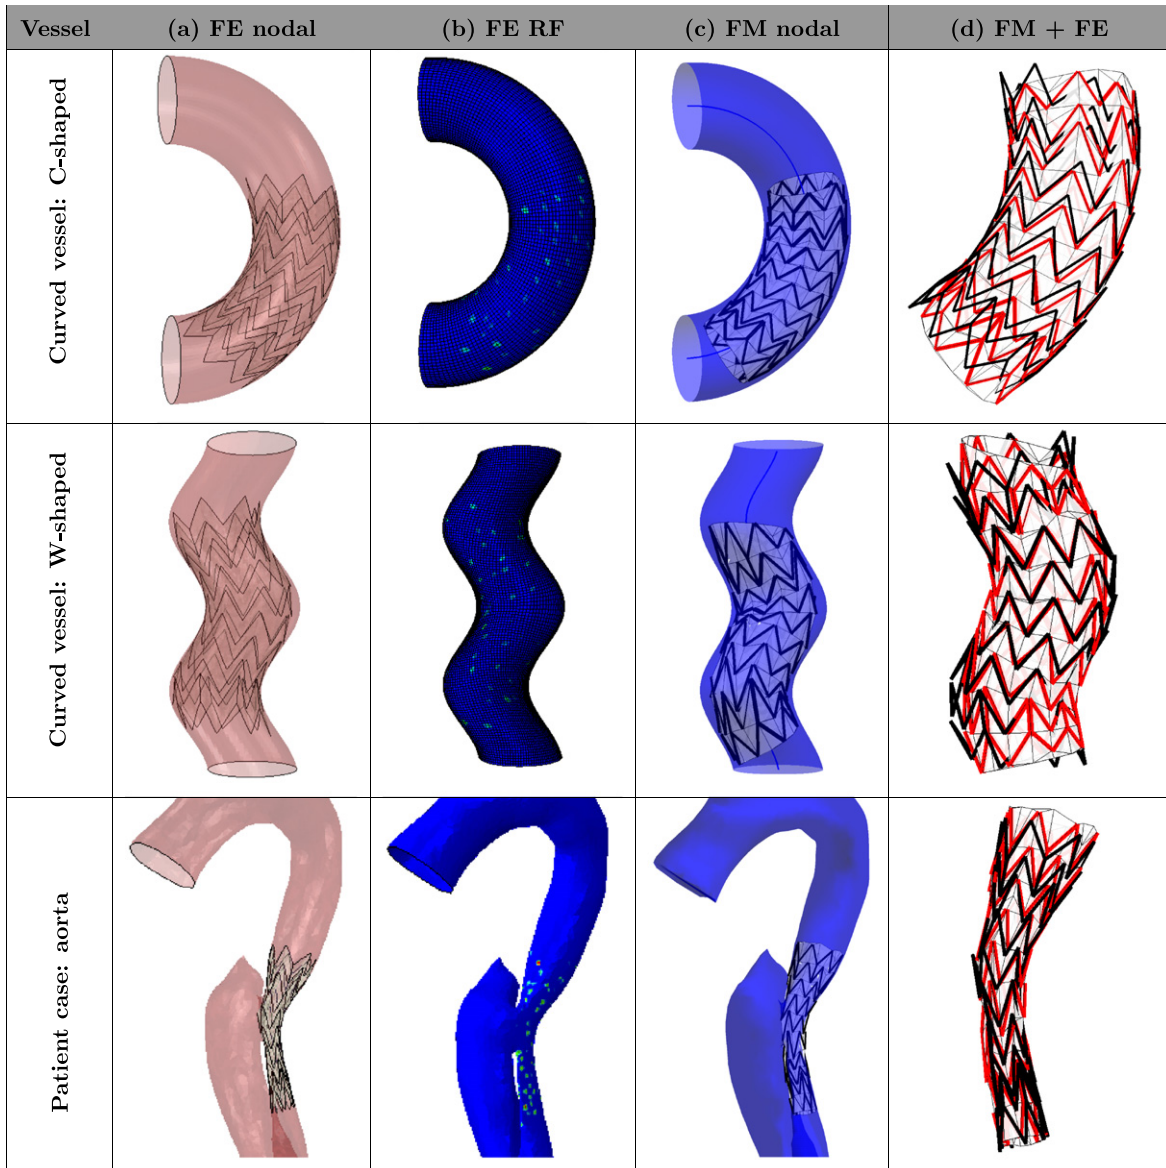 Vessel
(a) FE nodal
(b) FE RF
(c) FM nodal
(d) FM + FE
Curved vessel: C-shaped
Curved vessel: W-shaped
Patient case: aorta